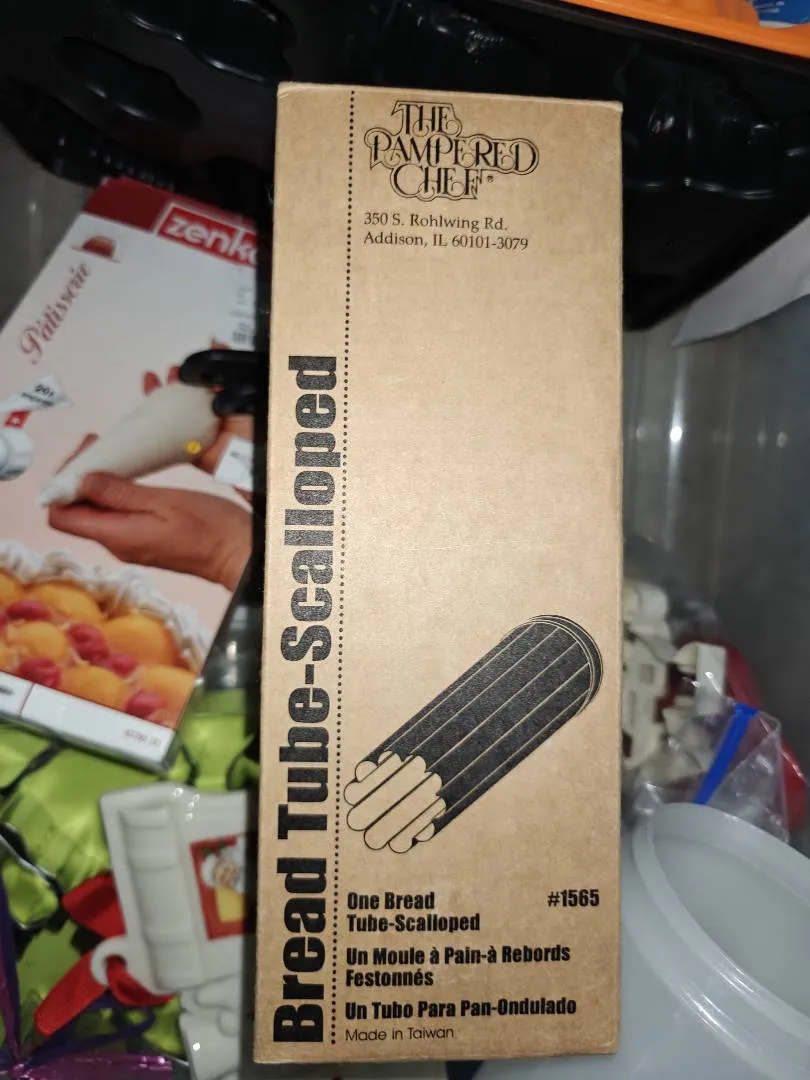 THE
PAMPERED
CHEF®
350 S. Rohlwing Rd.
Addison, IL 60101-3079
Bread Tube-Scalloped
One Bread
Tube-Scalloped
#1565
Un Moule à Pain-à Rebords
Festonnés
Un Tubo Para Pan-Ondulado
Made in Taiwan
zenk
Pâtisserie